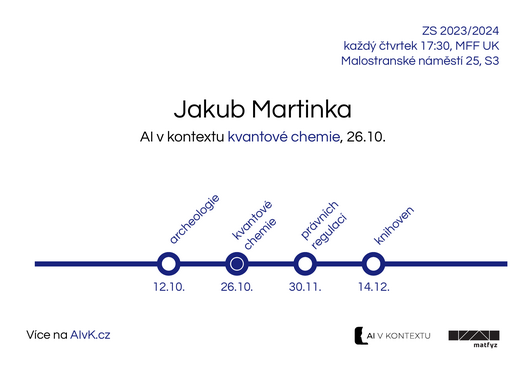 ZS 2023/2024
každý čtvrtek 17:30, MFF UK
Malostranské náměstí 25, S3
Jakub Martinka
AI v kontextu kvantové chemie, 26.10.
archeologie
kvantové
chemie
právních
regulací
knihoven
12.10.
26.10.
30.11.
14.12.
Více na AIvK.cz
AI V KONTEXTU
matfyz